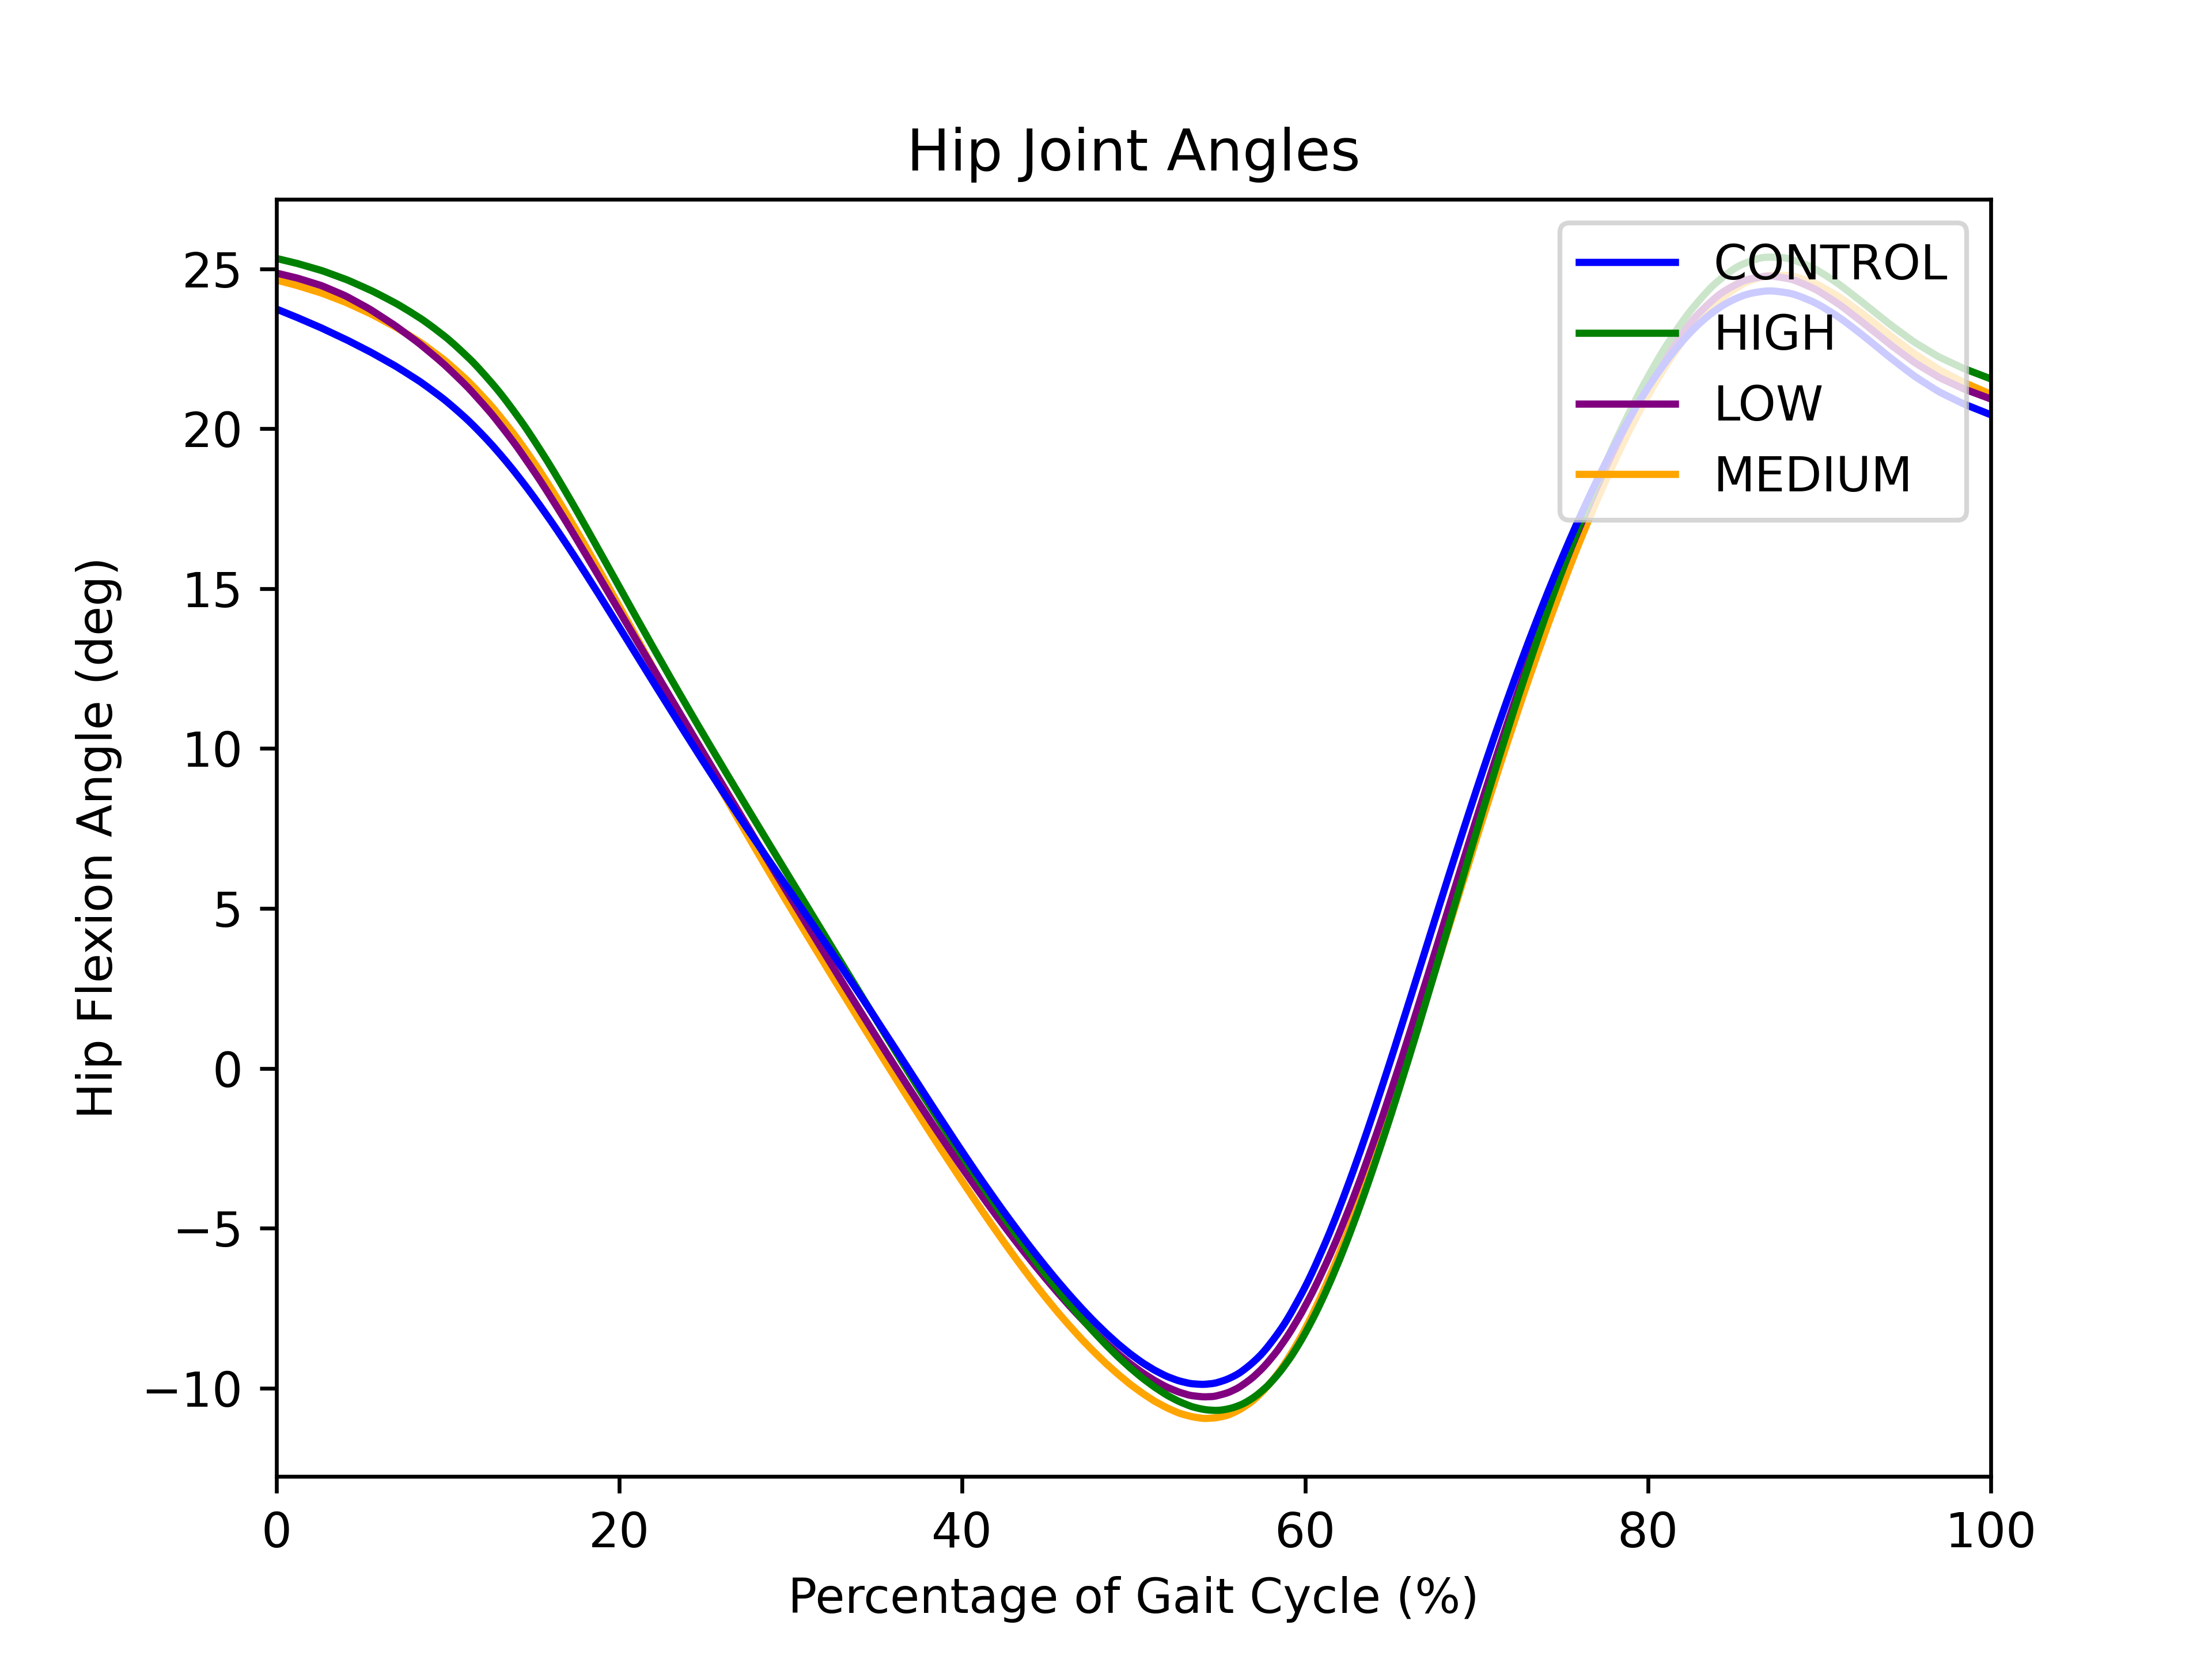 Hip Joint Angles
CONTROL
HIGH
LOW
MEDIUM
Hip Flexion Angle (deg)
25
20
15
10
5
0
−5
−10
0 20 40 60 80 100
Percentage of Gait Cycle (%)